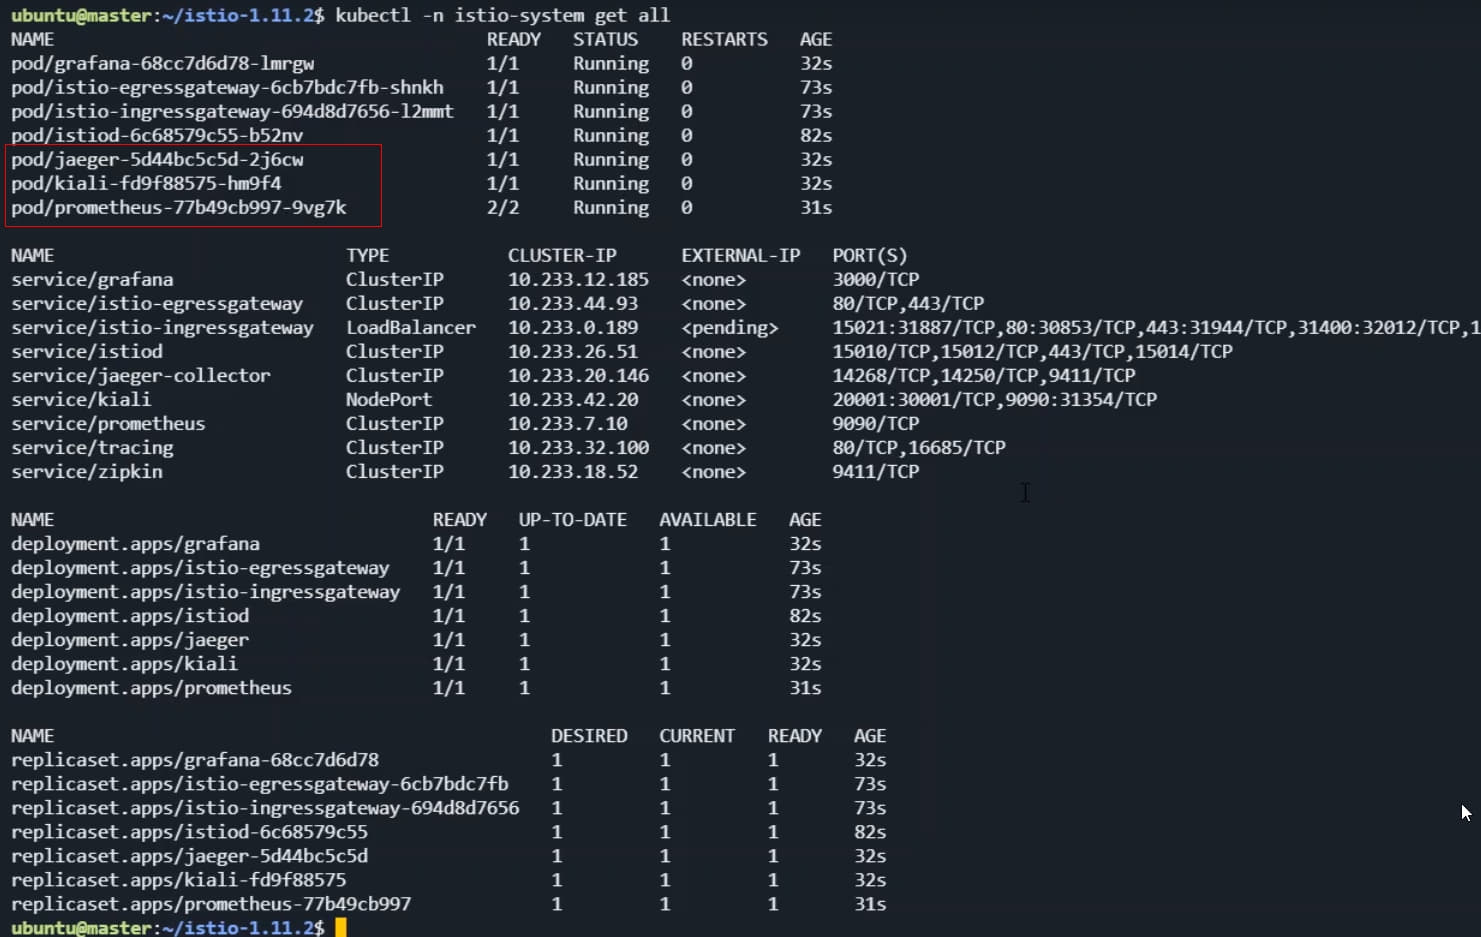 ubuntu@master:~/istio-1.11.2$ kubectl -n istio-system get all
NAME READY STATUS RESTARTS AGE
pod/grafana-68cc7d6d78-lmrgw 1/1 Running 0 32s
pod/istio-egressgateway-6cb7bdc7fb-shnkh 1/1 Running 0 73s
pod/istio-ingressgateway-694d8d7656-l2mmt 1/1 Running 0 73s
pod/istiod-6c68579c55-b52nv 1/1 Running 0 82s
pod/jaeger-5d44bc5c5d-2j6cw 1/1 Running 0 32s
pod/kiali-fd9f88575-hm9f4 1/1 Running 0 32s
pod/prometheus-77b49cb997-9vg7k 2/2 Running 0 31s
NAME TYPE CLUSTER-IP EXTERNAL-IP PORT(S)
service/grafana ClusterIP 10.233.12.185 <none> 3000/TCP
service/istio-egressgateway ClusterIP 10.233.44.93 <none> 80/TCP,443/TCP
service/istio-ingressgateway LoadBalancer 10.233.0.189 <pending> 15021:31887/TCP,80:30853/TCP,443:31944/TCP,31400:32012/TCP,1
service/istiod ClusterIP 10.233.26.51 <none> 15010/TCP,15012/TCP,443/TCP,15014/TCP
service/jaeger-collector ClusterIP 10.233.20.146 <none> 14268/TCP,14250/TCP,9411/TCP
service/kiali NodePort 10.233.42.20 <none> 20001:30001/TCP,9090:31354/TCP
service/prometheus ClusterIP 10.233.7.10 <none> 9090/TCP
service/tracing ClusterIP 10.233.32.100 <none> 80/TCP,16685/TCP
service/zipkin ClusterIP 10.233.18.52 <none> 9411/TCP
NAME READY UP-TO-DATE AVAILABLE AGE
deployment.apps/grafana 1/1 1 1 32s
deployment.apps/istio-egressgateway 1/1 1 1 73s
deployment.apps/istio-ingressgateway 1/1 1 1 73s
deployment.apps/istiod 1/1 1 1 82s
deployment.apps/jaeger 1/1 1 1 32s
deployment.apps/kiali 1/1 1 1 32s
deployment.apps/prometheus 1/1 1 1 31s
NAME DESIRED CURRENT READY AGE
replicaset.apps/grafana-68cc7d6d78 1 1 1 32s
replicaset.apps/istio-egressgateway-6cb7bdc7fb 1 1 1 73s
replicaset.apps/istio-ingressgateway-694d8d7656 1 1 1 73s
replicaset.apps/istiod-6c68579c55 1 1 1 82s
replicaset.apps/jaeger-5d44bc5c5d 1 1 1 32s
replicaset.apps/kiali-fd9f88575 1 1 1 32s
replicaset.apps/prometheus-77b49cb997 1 1 1 31s
ubuntu@master:~/istio-1.11.2$